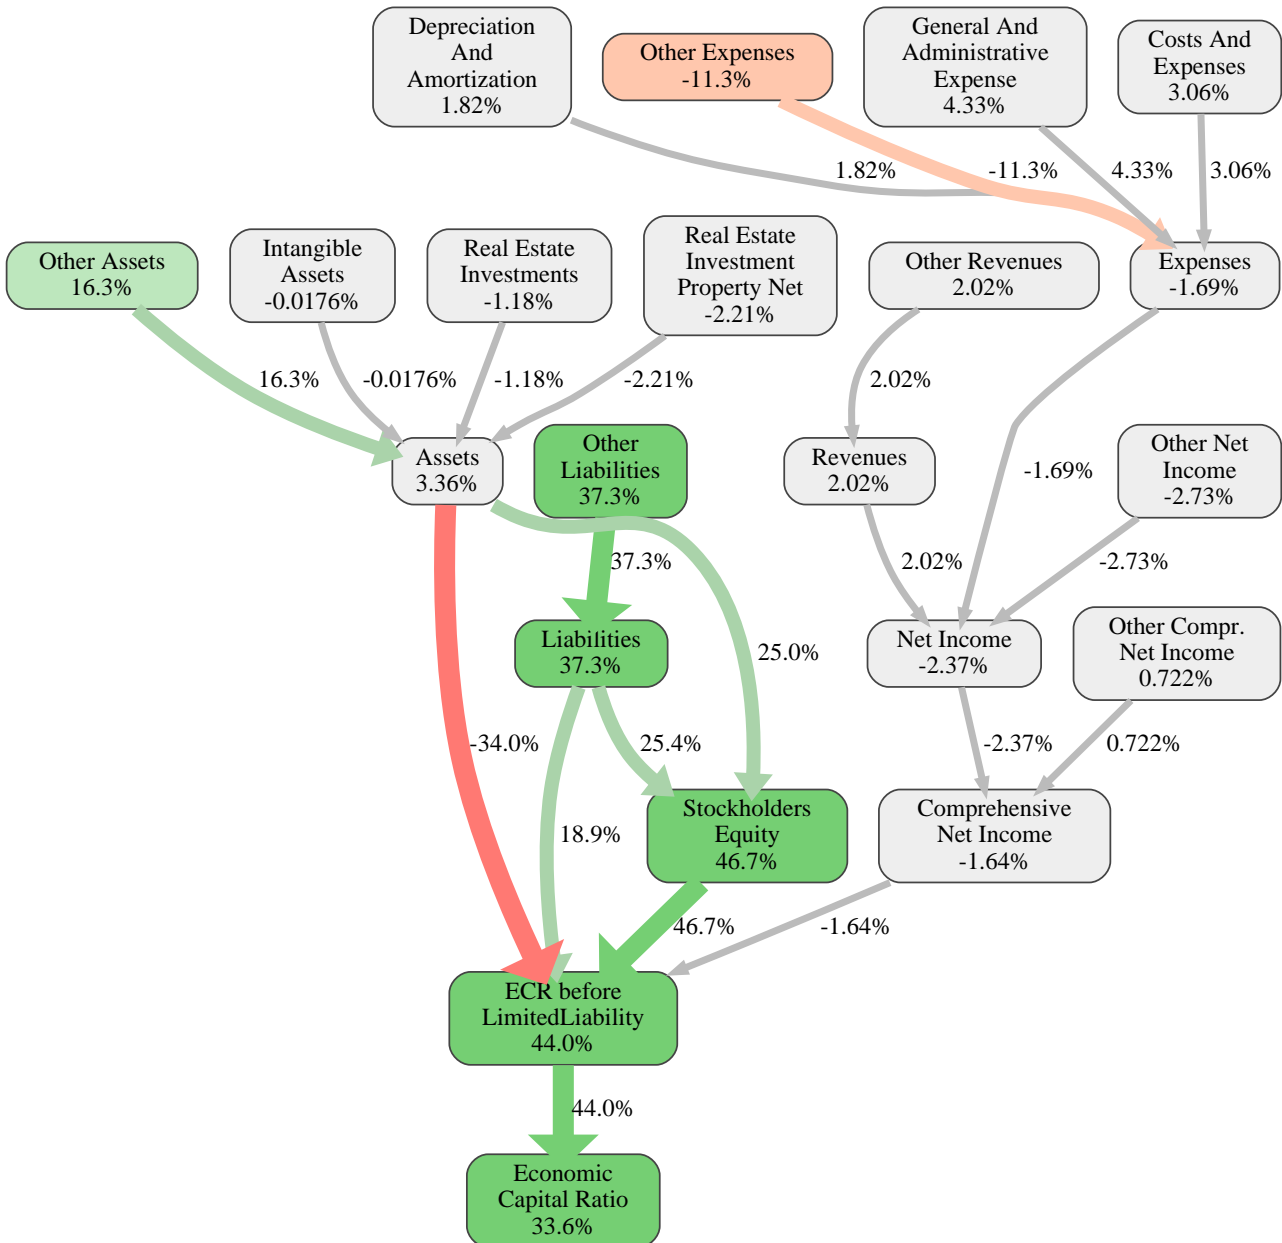 Depreciation
And
Amortization
1.82%
Other Expenses
-11.3%
General And
Administrative
Expense
4.33%
Costs And
Expenses
3.06%
1.82%
-11.3%
4.33%
3.06%
Other Assets
16.3%
Intangible
Assets
-0.0176%
Real Estate
Investments
-1.18%
Real Estate
Investment
Property Net
-2.21%
Other Revenues
2.02%
Expenses
-1.69%
16.3%
-0.0176%
-1.18%
-2.21%
2.02%
Assets
3.36%
Other
Liabilities
37.3%
Revenues
2.02%
-1.69%
Other Net
Income
-2.73%
37.3%
2.02%
-2.73%
Liabilities
37.3%
25.0%
Net Income
-2.37%
Other Compr.
Net Income
0.722%
-34.0%
25.4%
-2.37%
0.722%
18.9%
Stockholders
Equity
46.7%
Comprehensive
Net Income
-1.64%
46.7%
-1.64%
ECR before
LimitedLiability
44.0%
44.0%
Economic
Capital Ratio
33.6%